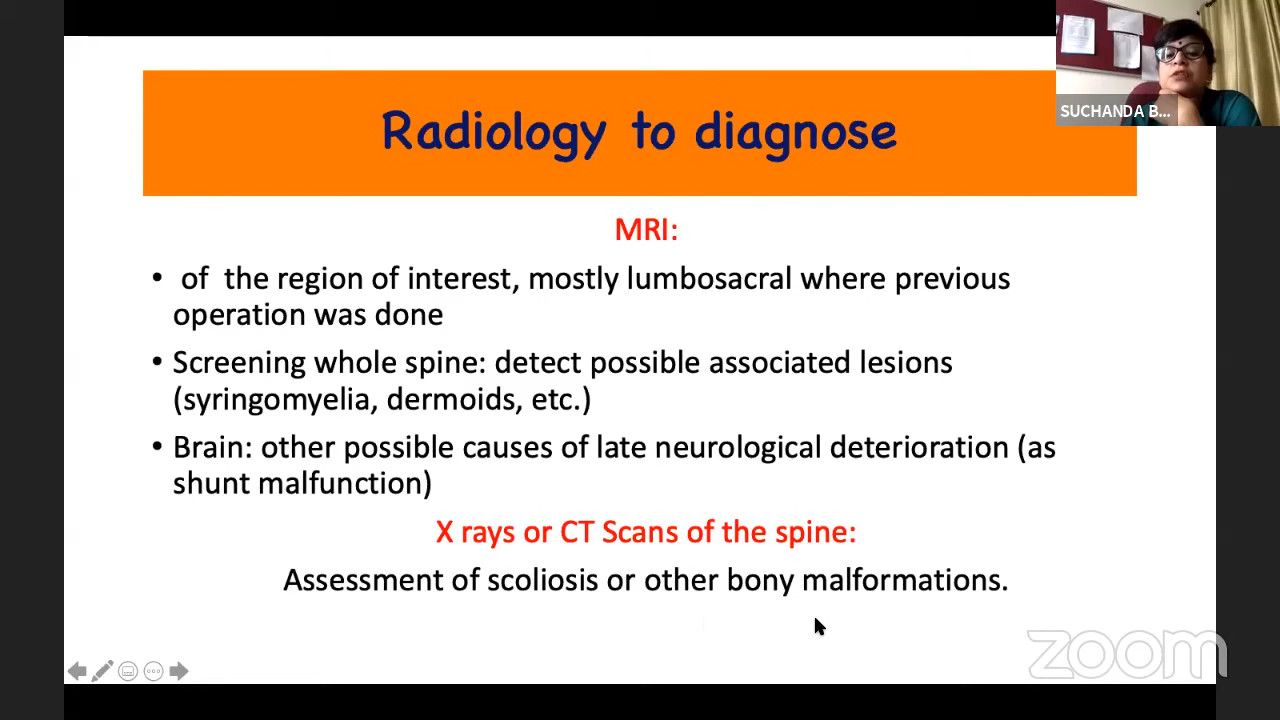 SUCHANDA B...
Radiology to diagnose
MRI:
• of the region of interest, mostly lumbosacral where previous
operation was done
• Screening whole spine: detect possible associated lesions
(syringomyelia, dermoids, etc.)
• Brain: other possible causes of late neurological deterioration (as
shunt malfunction)
X rays or CT Scans of the spine:
Assessment of scoliosis or other bony malformations.
zoom